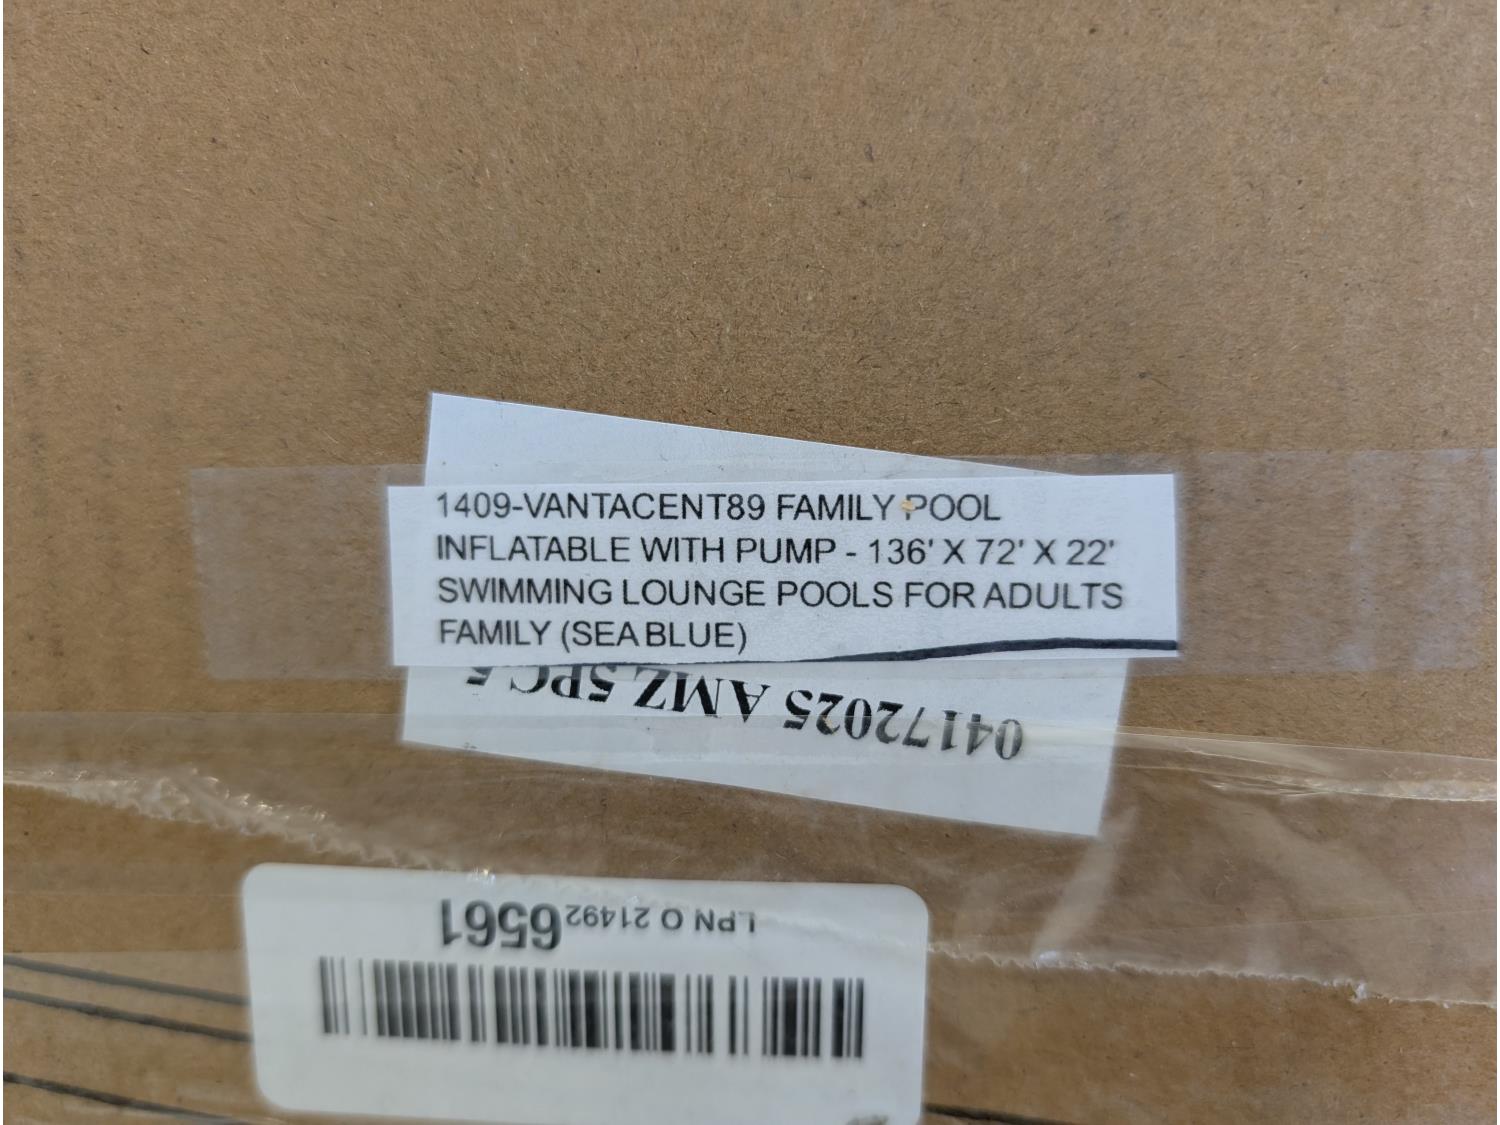 1409-VANTACENT89 FAMILY POOL
INFLATABLE WITH PUMP - 136' X 72' X 22'
SWIMMING LOUNGE POOLS FOR ADULTS
FAMILY (SEA BLUE)
04172025 AMZ 5PC 5
LPN O 214926561